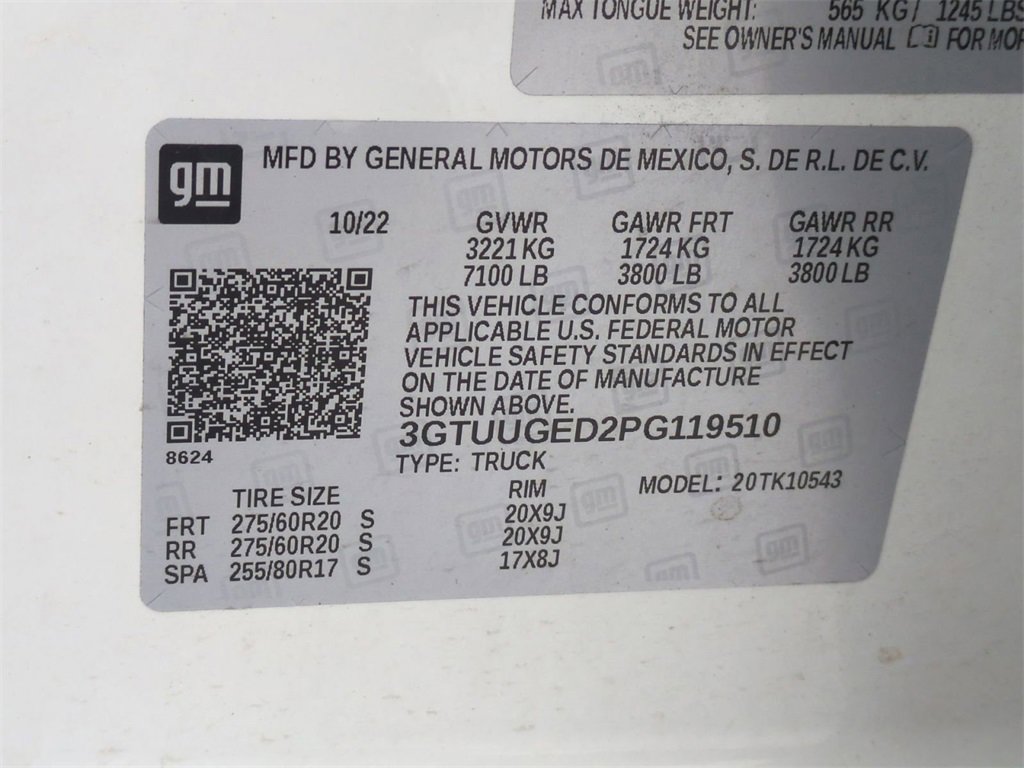 MAX TONGUE WEIGHT: 565 KG/ 1245 LBS
SEE OWNER'S MANUAL FOR MOR
gm MFD BY GENERAL MOTORS DE MEXICO, S. DE R.L. DE C.V.
10/22 GVWR GAWR FRT GAWR RR
3221 KG 1724 KG 1724 KG
7100 LB 3800 LB 3800 LB
THIS VEHICLE CONFORMS TO ALL
APPLICABLE U.S. FEDERAL MOTOR
VEHICLE SAFETY STANDARDS IN EFFECT
ON THE DATE OF MANUFACTURE
SHOWN ABOVE.
3GTUUGED2PG119510
8624
TYPE: TRUCK
TIRE SIZE RIM MODEL: 20TK10543
FRT 275/60R20 S 20X9J
RR 275/60R20 S 20X9J
SPA 255/80R17 S 17X8J